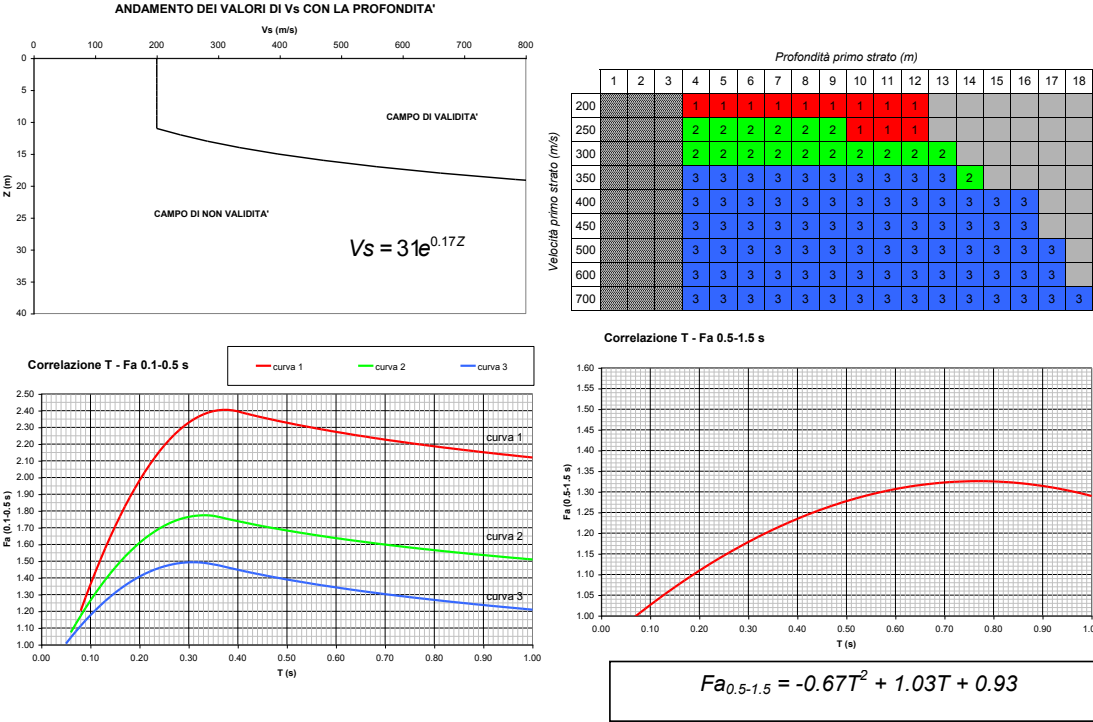 ANDAMENTO DEI VALORI DI Vs CON LA PROFONDITA'
Vs (m/s)
0 100 200 300 400 500 600 700 800
Z (m)
0
5
10
15
20
25
30
35
40
CAMPO DI VALIDITA'
CAMPO DI NON VALIDITA'
Vs = 31e^0.17Z
Profondità primo strato (m)
Velocità primo strato (m/s)
1 2 3 4 5 6 7 8 9 10 11 12 13 14 15 16 17 18
200 1 1 1 1 1 1 1 1 1
250 2 2 2 2 2 2 1 1 1
300 2 2 2 2 2 2 2 2 2 2
350 3 3 3 3 3 3 3 3 3 3 2
400 3 3 3 3 3 3 3 3 3 3 3 3 3
450 3 3 3 3 3 3 3 3 3 3 3 3 3
500 3 3 3 3 3 3 3 3 3 3 3 3 3 3
600 3 3 3 3 3 3 3 3 3 3 3 3 3 3
700 3 3 3 3 3 3 3 3 3 3 3 3 3 3 3
Correlazione T - Fa 0.1-0.5 s
curva 1 curva 2 curva 3
Fa (0.1-0.5 s)
2.50
2.40
2.30
2.20
2.10
2.00
1.90
1.80
1.70
1.60
1.50
1.40
1.30
1.20
1.10
1.00
curva 1
curva 2
curva 3
0.00 0.10 0.20 0.30 0.40 0.50 0.60 0.70 0.80 0.90 1.00
T (s)
Correlazione T - Fa 0.5-1.5 s
Fa (0.5-1.5 s)
1.60
1.55
1.50
1.45
1.40
1.35
1.30
1.25
1.20
1.15
1.10
1.05
1.00
0.00 0.10 0.20 0.30 0.40 0.50 0.60 0.70 0.80 0.90 1.0
T (s)
Fa0.5-1.5 = -0.67T² + 1.03T + 0.93